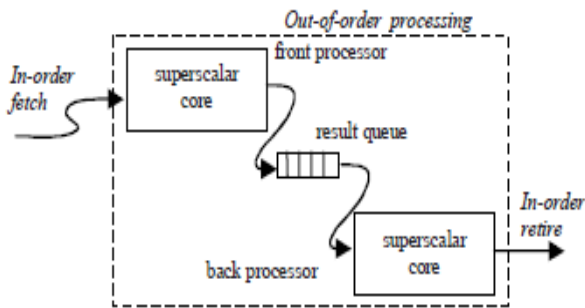 Out-of-order processing
front processor
In-order
fetch
superscalar
core
result queue
In-order
retire
back processor
superscalar
core